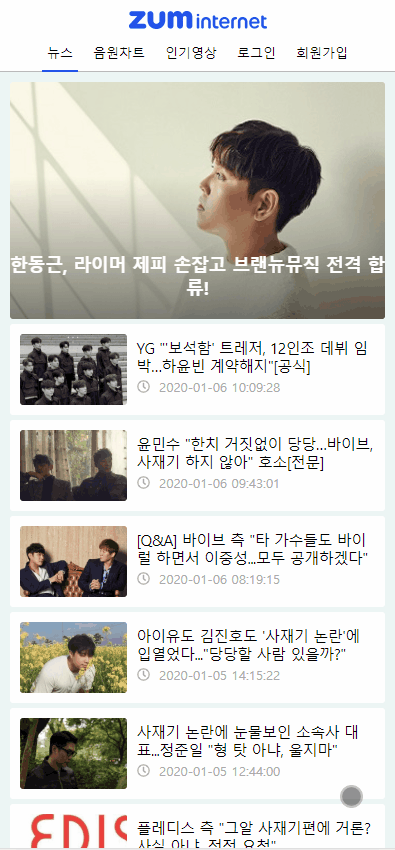 zum internet
뉴스 음원차트 인기영상 로그인 회원가입
한동근, 라이머 제피 손잡고 브랜뉴뮤직 전격 합
류!
YG "'보석함' 트레저, 12인조 데뷔 임
박...하윤빈 계약해지"[공식]
2020-01-06 10:09:28
윤민수 "한치 거짓없이 당당...바이브,
사재기 하지 않아" 호소[전문]
2020-01-06 09:43:01
[Q&A] 바이브 측 "타 가수들도 바이
럴 하면서 이중성...모두 공개하겠다"
2020-01-06 08:19:15
아이유도 김진호도 '사재기 논란'에
입열었다..."당당할 사람 있을까?"
2020-01-05 14:15:22
사재기 논란에 눈물보인 소속사 대
표...정준일 "형 탓 아냐, 울지마"
2020-01-05 12:44:00
플레디스 측 "그알 사재기편에 거론?
사실 아냐, 정정 요청"